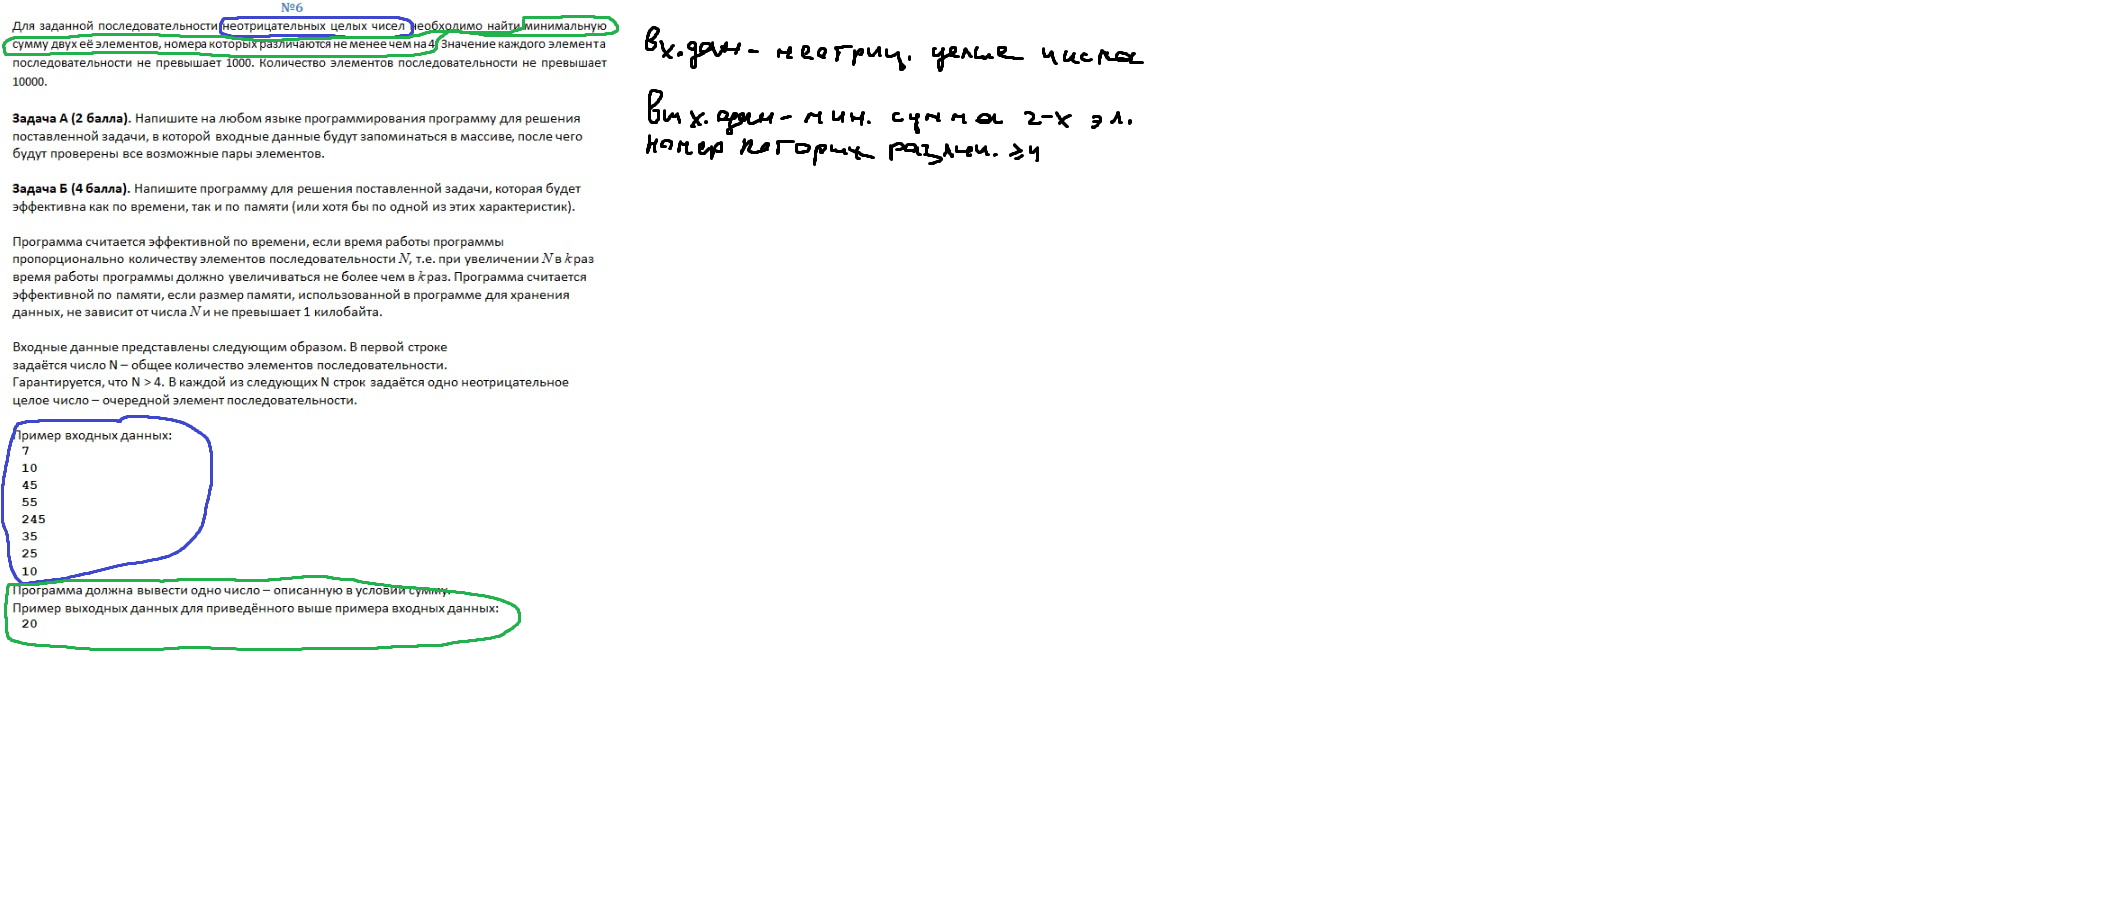 №6
Для заданной последовательности неотрицательных целых чисел необходимо найти минимальную
сумму двух её элементов, номера которых различаются не менее чем на 4. Значение каждого элемента
последовательности не превышает 1000. Количество элементов последовательности не превышает
10000.
Задача А (2 балла). Напишите на любом языке программирования программу для решения
поставленной задачи, в которой входные данные будут запоминаться в массиве, после чего
будут проверены все возможные пары элементов.
Задача Б (4 балла). Напишите программу для решения поставленной задачи, которая будет
эффективна как по времени, так и по памяти (или хотя бы по одной из этих характеристик).
Программа считается эффективной по времени, если время работы программы
пропорционально количеству элементов последовательности N, т.е. при увеличении N в k раз
время работы программы должно увеличиваться не более чем в k раз. Программа считается
эффективной по памяти, если размер памяти, использованной в программе для хранения
данных, не зависит от числа N и не превышает 1 килобайта.
Входные данные представлены следующим образом. В первой строке
задаётся число N – общее количество элементов последовательности.
Гарантируется, что N > 4. В каждой из следующих N строк задаётся одно неотрицательное
целое число – очередной элемент последовательности.
Пример входных данных:
7
10
45
55
245
35
25
10
Программа должна вывести одно число – описанную в условии сумму.
Пример выходных данных для приведённого выше примера входных данных:
20
вх.дан - неотриц. целые числа
вых.дан - мин. сумма 2-х эл.
номер которых различ. ≥4